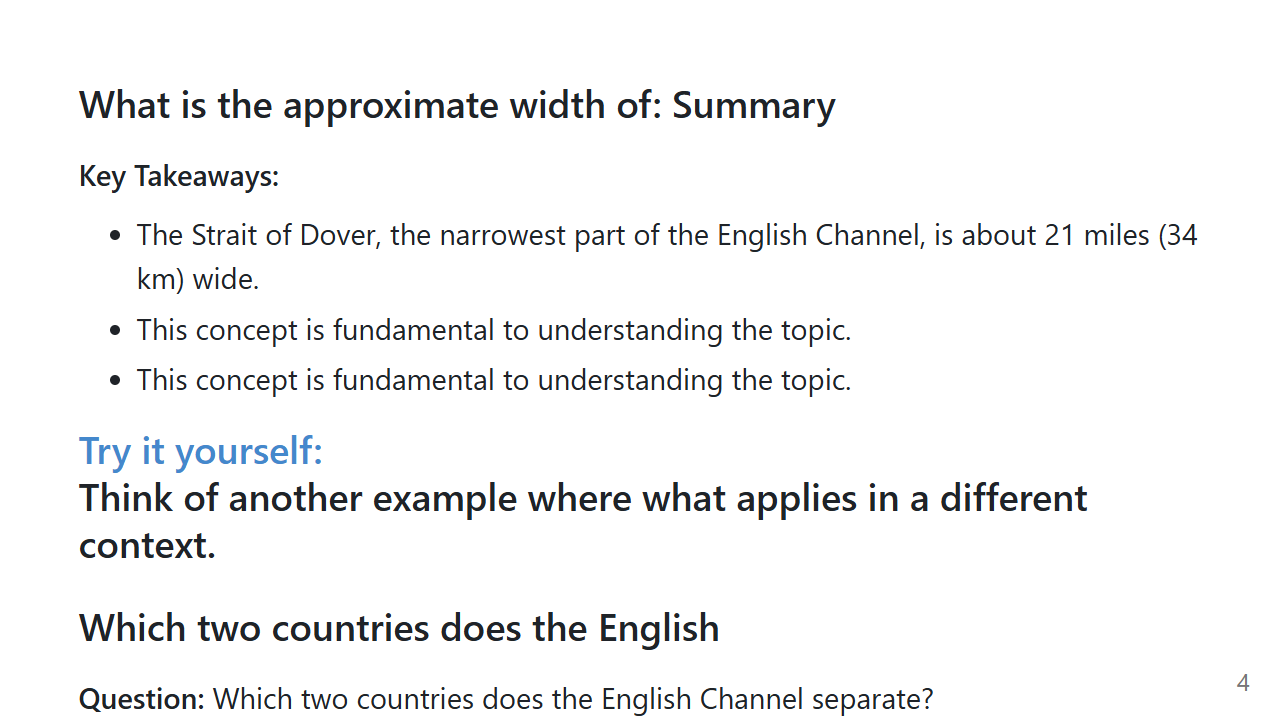 What is the approximate width of: Summary
Key Takeaways:
• The Strait of Dover, the narrowest part of the English Channel, is about 21 miles (34
km) wide.
• This concept is fundamental to understanding the topic.
• This concept is fundamental to understanding the topic.
Try it yourself:
Think of another example where what applies in a different
context.
Which two countries does the English
Question: Which two countries does the English Channel separate?
4